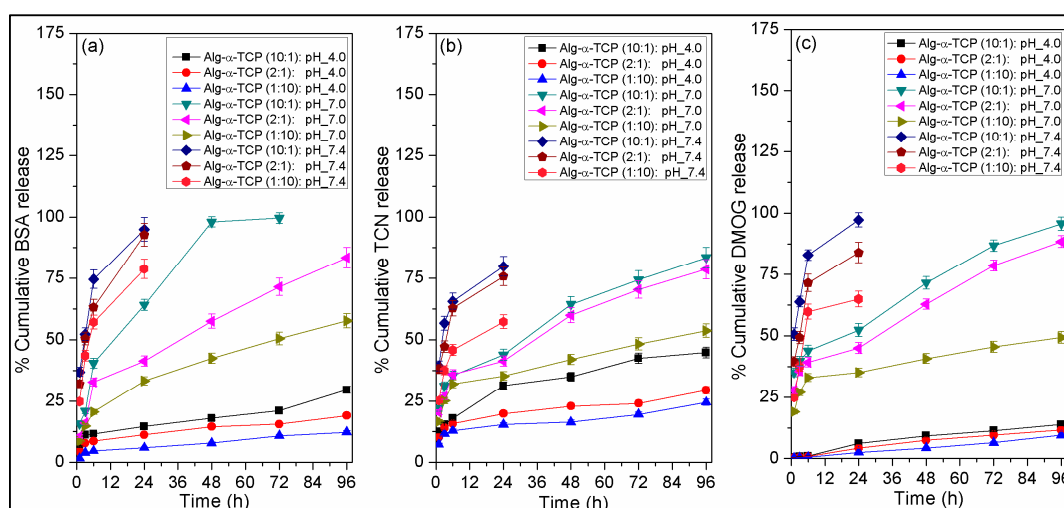 (a)
175
150
125
100
75
50
25
0
% Cumulative BSA release
Alg-α-TCP (10:1): pH_4.0
Alg-α-TCP (2:1): pH_4.0
Alg-α-TCP (1:10): pH_4.0
Alg-α-TCP (10:1): pH_7.0
Alg-α-TCP (2:1): pH_7.0
Alg-α-TCP (1:10): pH_7.0
Alg-α-TCP (10:1): pH_7.4
Alg-α-TCP (2:1): pH_7.4
Alg-α-TCP (1:10): pH_7.4
0 12 24 36 48 60 72 84 96
Time (h)
(b)
175
150
125
100
75
50
25
0
% Cumulative TCN release
Alg-α-TCP (10:1): pH_4.0
Alg-α-TCP (2:1): pH_4.0
Alg-α-TCP (1:10): pH_4.0
Alg-α-TCP (10:1): pH_7.0
Alg-α-TCP (2:1): pH_7.0
Alg-α-TCP (1:10): pH_7.0
Alg-α-TCP (10:1): pH_7.4
Alg-α-TCP (2:1): pH_7.4
Alg-α-TCP (1:10): pH_7.4
0 12 24 36 48 60 72 84 96
Time (h)
(c)
175
150
125
100
75
50
25
0
% Cumulative DMOG release
Alg-α-TCP (10:1): pH_4.0
Alg-α-TCP (2:1): pH_4.0
Alg-α-TCP (1:10): pH_4.0
Alg-α-TCP (10:1): pH_7.0
Alg-α-TCP (2:1): pH_7.0
Alg-α-TCP (1:10): pH_7.0
Alg-α-TCP (10:1): pH_7.4
Alg-α-TCP (2:1): pH_7.4
Alg-α-TCP (1:10): pH_7.4
0 12 24 36 48 60 72 84 96
Time (h)